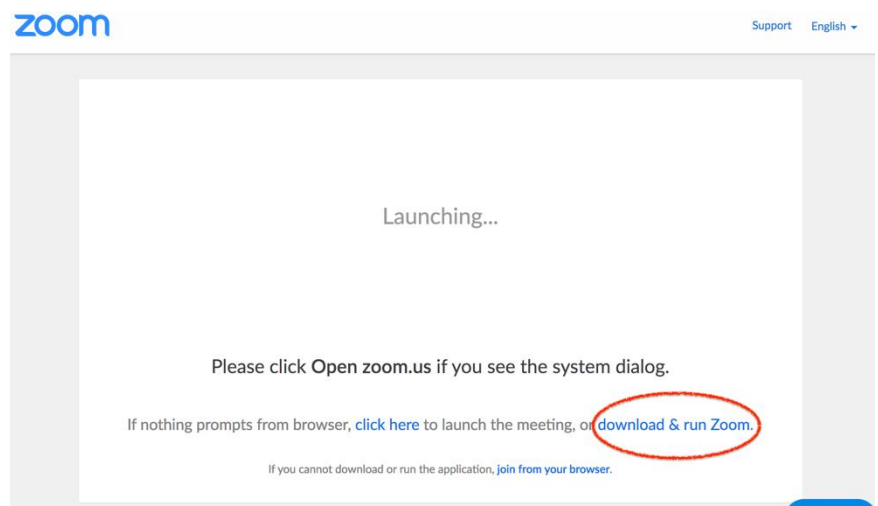 zoom
Support English
Launching...
Please click Open zoom.us if you see the system dialog.
If nothing prompts from browser, click here to launch the meeting, or download & run Zoom.
If you cannot download or run the application, join from your browser.